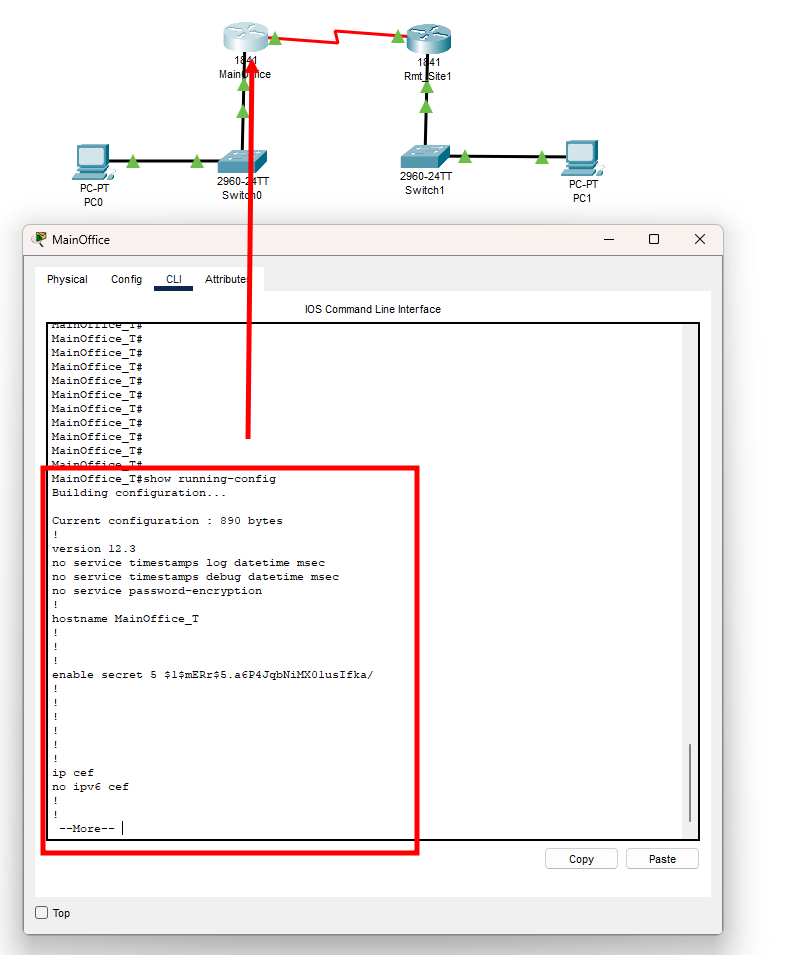 1841
MainOffice
1841
Rmt_Site1
PC-PT
PC0
2960-24TT
Switch0
2960-24TT
Switch1
PC-PT
PC1
MainOffice
Physical Config CLI Attributes
IOS Command Line Interface
MainOffice_T#
MainOffice_T#
MainOffice_T#
MainOffice_T#
MainOffice_T#
MainOffice_T#
MainOffice_T#
MainOffice_T#
MainOffice_T#
MainOffice_T#
MainOffice_T#
MainOffice_T#show running-config
Building configuration...
Current configuration : 890 bytes
!
version 12.3
no service timestamps log datetime msec
no service timestamps debug datetime msec
no service password-encryption
!
hostname MainOffice_T
!
!
!
enable secret 5 $1$mERr$5.a6P4JqbNiMX01usIfka/
!
!
!
!
!
!
ip cef
no ipv6 cef
!
!
--More--
Copy Paste
Top